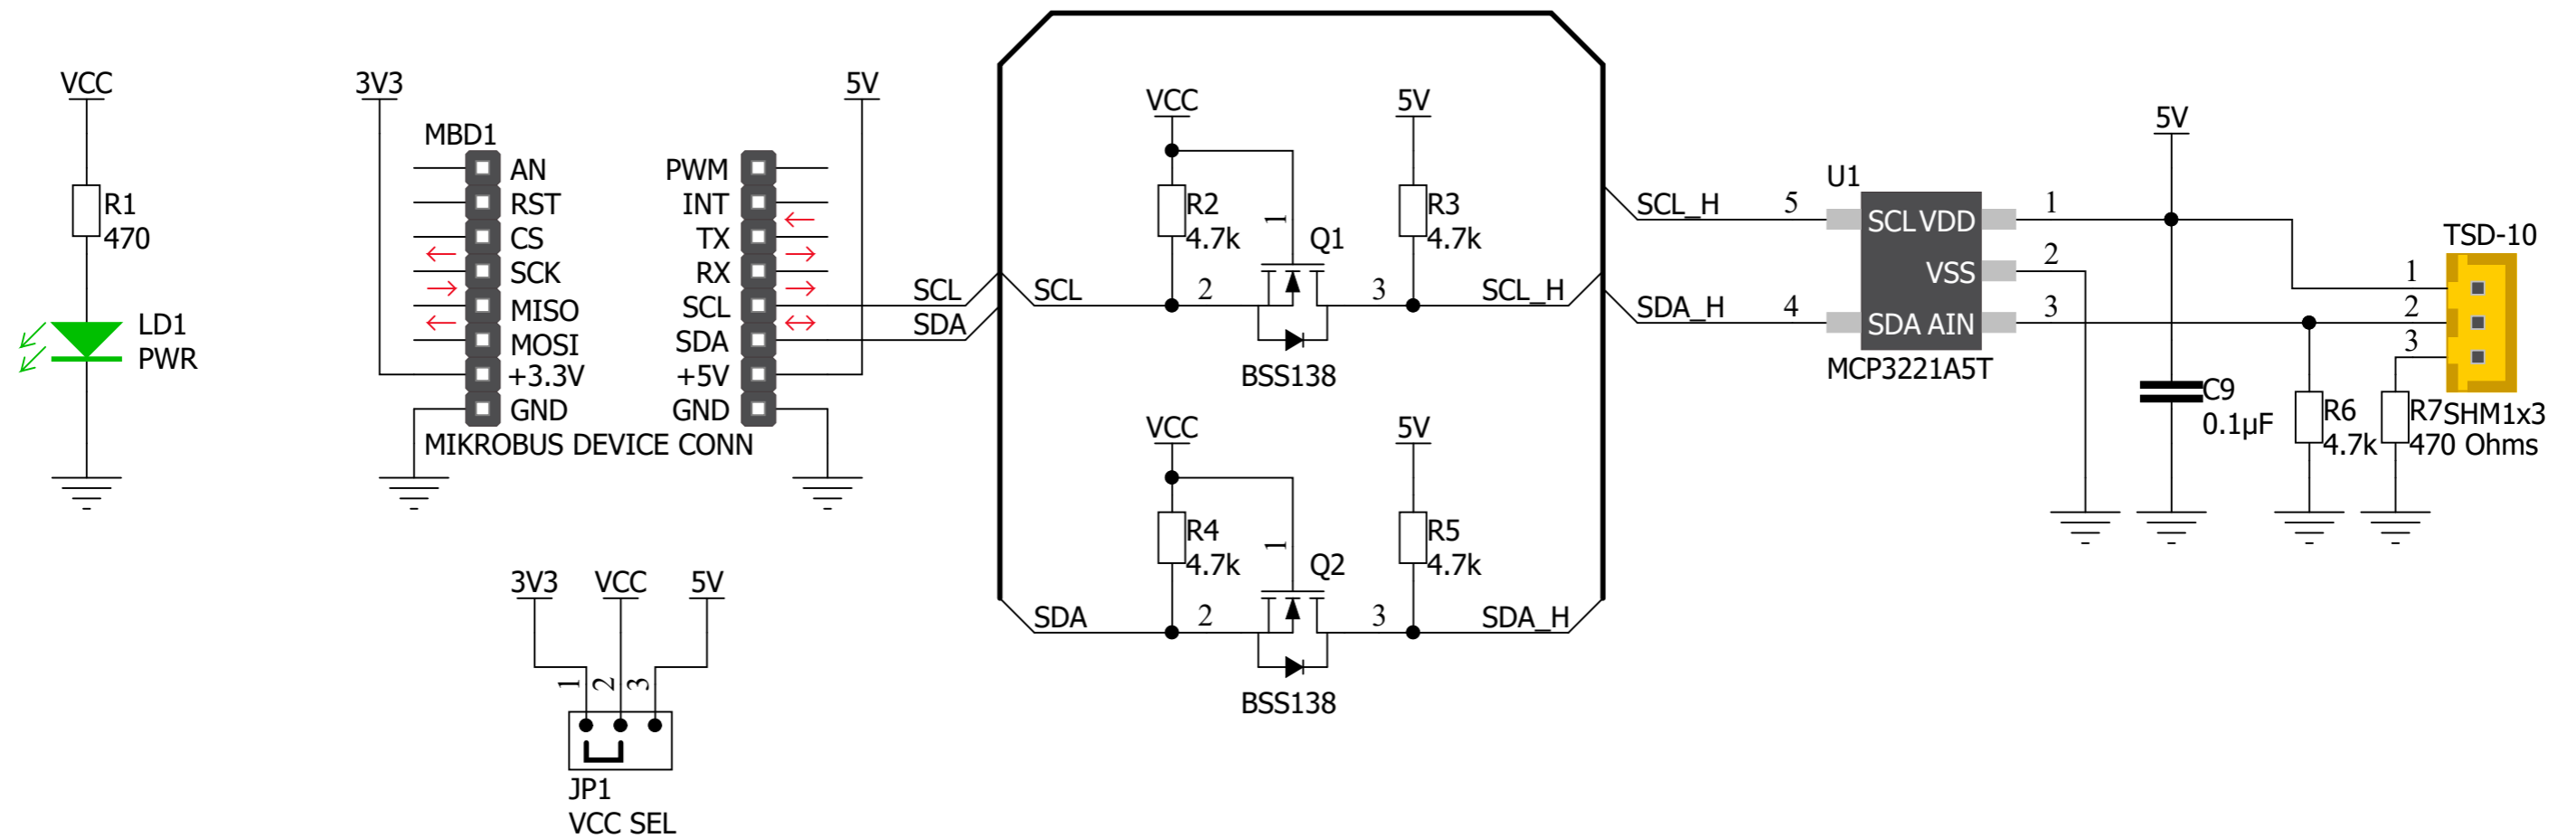 VCC
R1
470
LD1
PWR
3V3
5V
MBD1
AN
RST
CS
SCK
MISO
MOSI
+3.3V
GND
PWM
INT
TX
RX
SCL
SDA
+5V
GND
MIKROBUS DEVICE CONN
SCL
SDA
3V3
VCC
5V
1
2
3
JP1
VCC SEL
VCC
5V
R2
4.7k
1
Q1
R3
4.7k
SCL
2
3
SCL_H
BSS138
VCC
5V
R4
4.7k
1
Q2
R5
4.7k
SDA
2
3
SDA_H
BSS138
SCL_H
5
SDA_H
4
U1
SCL VDD
VSS
SDA AIN
MCP3221A5T
1
2
3
5V
C9
0.1µF
R6
4.7k
R7
470 Ohms
TSD-10
1
2
3
SHM1x3